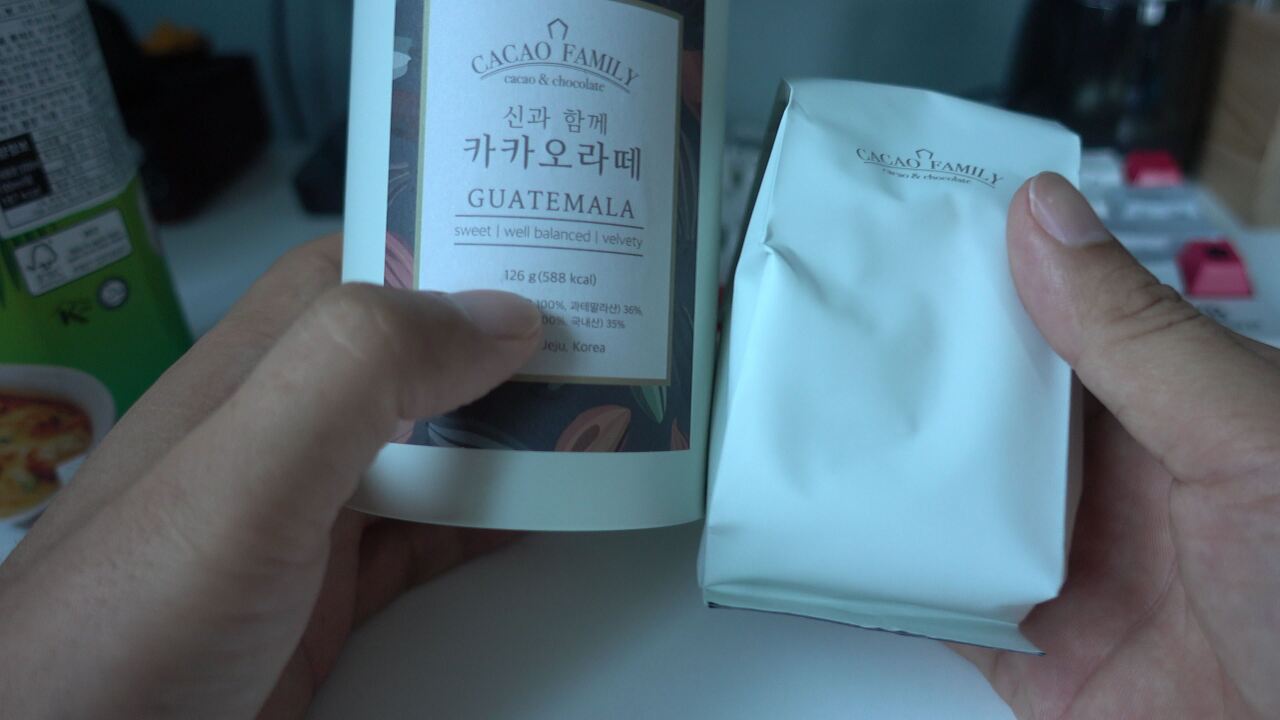 CACAO FAMILY
cacao & chocolate
신과 함께
카카오라떼
GUATEMALA
sweet | well balanced | velvety
126 g (588 kcal)
100%, 과테말라산) 36%
00%, 국내산) 35%
Jeju, Korea
CACAO FAMILY
cacao & chocolate